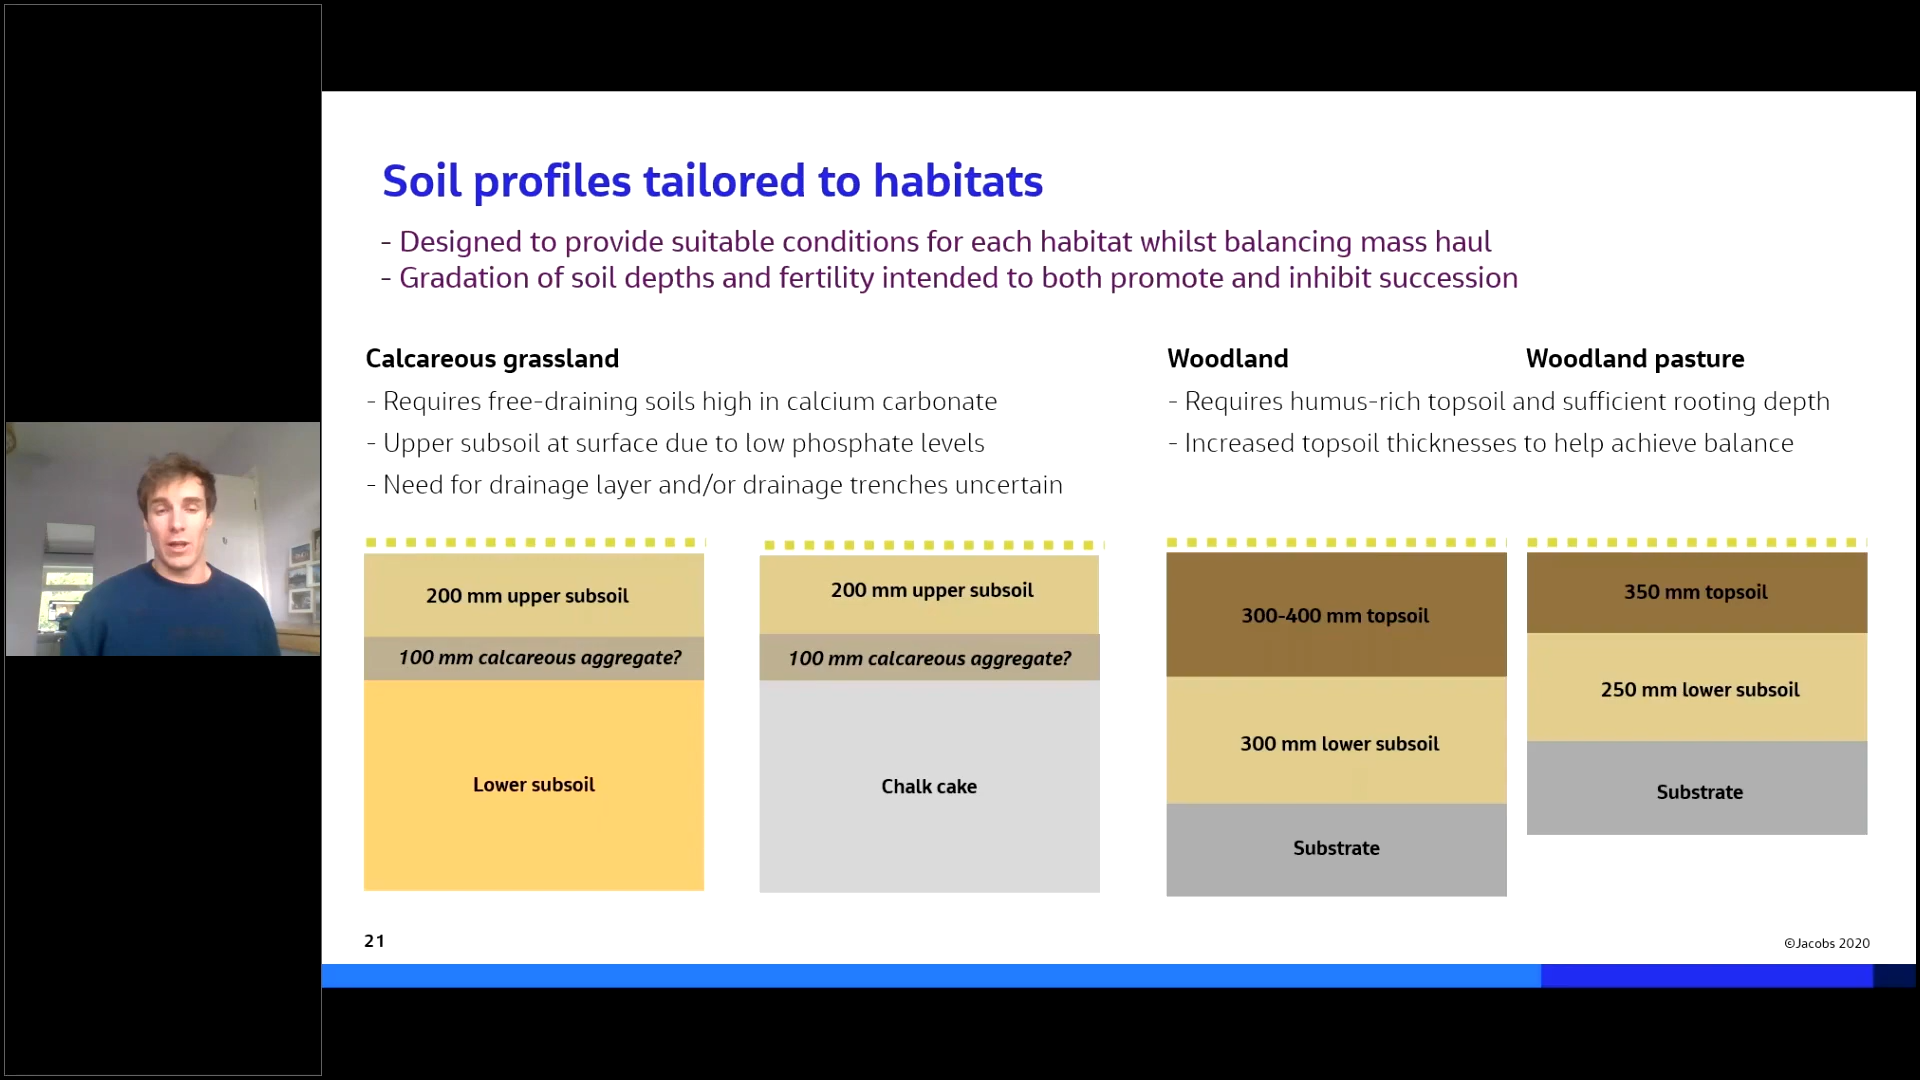 Soil profiles tailored to habitats
- Designed to provide suitable conditions for each habitat whilst balancing mass haul
- Gradation of soil depths and fertility intended to both promote and inhibit succession
Calcareous grassland
- Requires free-draining soils high in calcium carbonate
- Upper subsoil at surface due to low phosphate levels
- Need for drainage layer and/or drainage trenches uncertain
Woodland
Woodland pasture
- Requires humus-rich topsoil and sufficient rooting depth
- Increased topsoil thicknesses to help achieve balance
200 mm upper subsoil
100 mm calcareous aggregate?
Lower subsoil
200 mm upper subsoil
100 mm calcareous aggregate?
Chalk cake
300-400 mm topsoil
300 mm lower subsoil
Substrate
350 mm topsoil
250 mm lower subsoil
Substrate
21
©Jacobs 2020